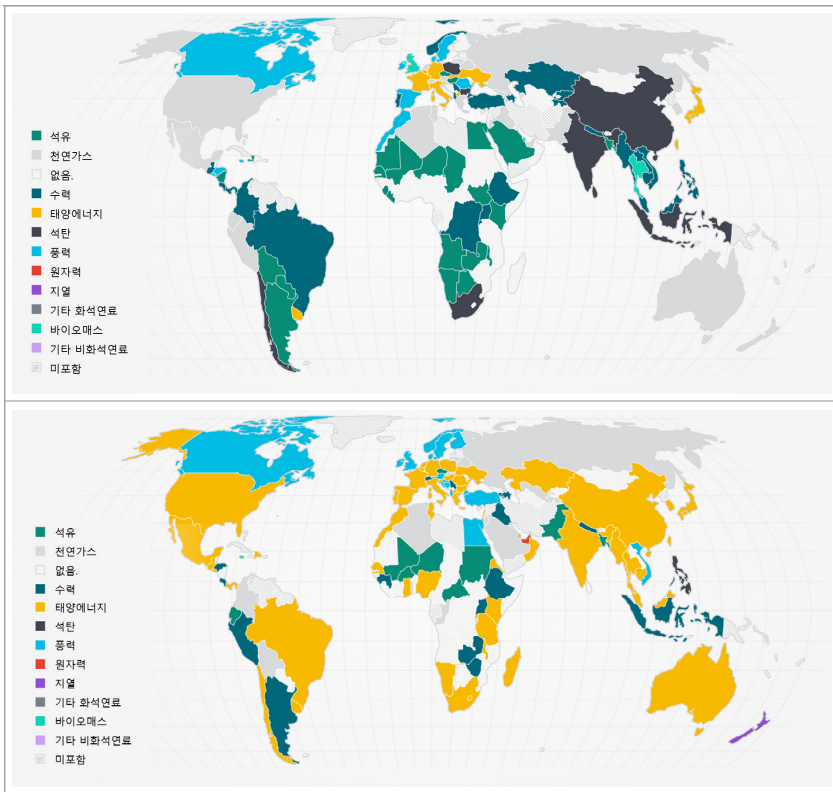 석유
천연가스
없음.
수력
태양에너지
석탄
풍력
원자력
지열
기타 화석연료
바이오매스
기타 비화석연료
미포함
석유
천연가스
없음.
수력
태양에너지
석탄
풍력
원자력
지열
기타 화석연료
바이오매스
기타 비화석연료
미포함